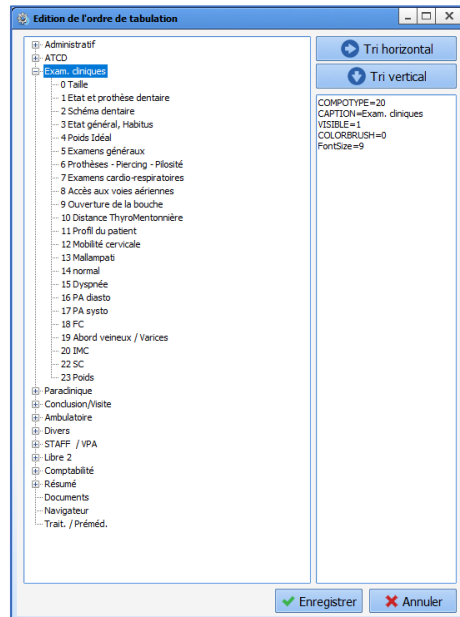 Edition de l'ordre de tabulation
Administratif
ATCD
Exam. cliniques
0 Taille
1 Etat et prothèse dentaire
2 Schéma dentaire
3 Etat général, Habitus
4 Poids Idéal
5 Examens généraux
6 Prothèses - Piercing - Pilosité
7 Examens cardio-respiratoires
8 Accès aux voies aériennes
9 Ouverture de la bouche
10 Distance ThyroMentonnière
11 Profil du patient
12 Mobilité cervicale
13 Mallampati
14 normal
15 Dyspnée
16 PA diasto
17 PA systo
18 FC
19 Abord veineux / Varices
20 IMC
22 SC
23 Poids
Paraclinique
Conclusion/Visite
Ambulatoire
Divers
STAFF / VPA
Libre 2
Comptabilité
Résumé
Documents
Navigateur
Trait. / Préméd.
Tri horizontal
Tri vertical
COMPOTYPE=20
CAPTION=Exam. cliniques
VISIBLE=1
COLORBRUSH=0
FontSize=9
Enregistrer
Annuler